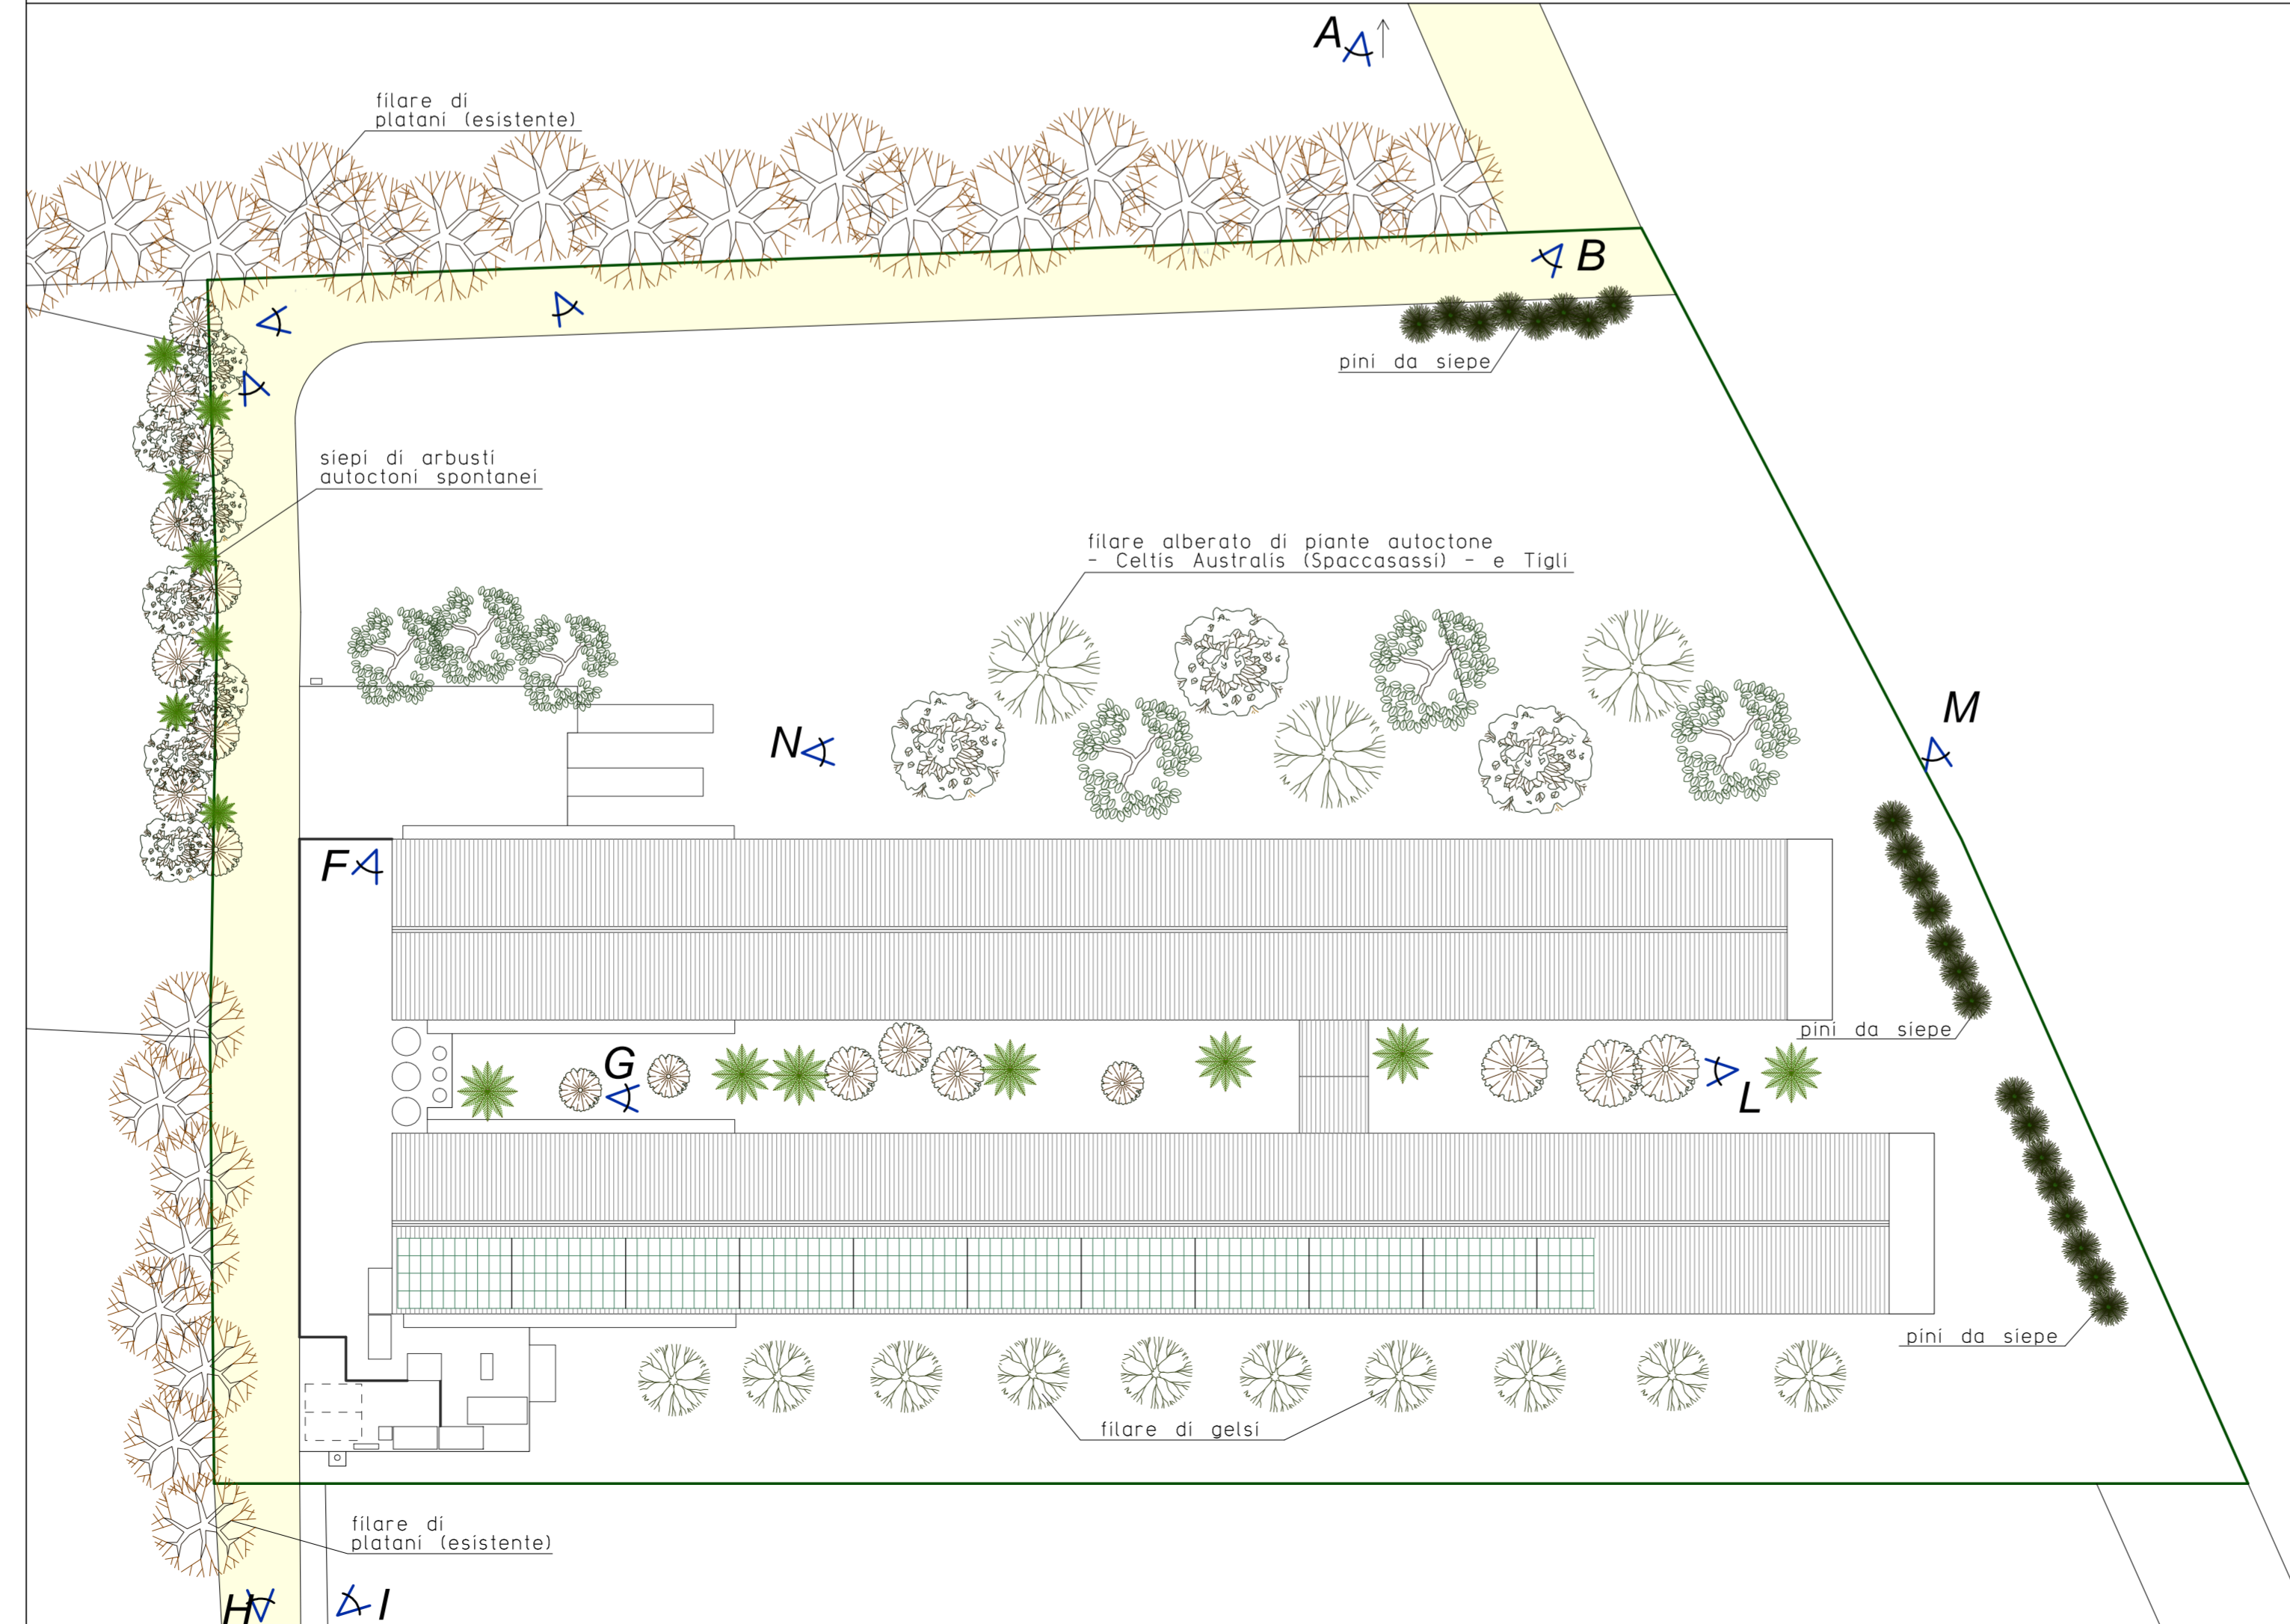 A
filare di
platani (esistente)
B
pini da siepe
siepi di arbusti
autoctoni spontanei
filare alberato di piante autoctone
- Celtis Australis (Spaccasassi) - e Tigli
M
N
F
pini da siepe
G
L
pini da siepe
filare di gelsi
filare di
platani (esistente)
H
I